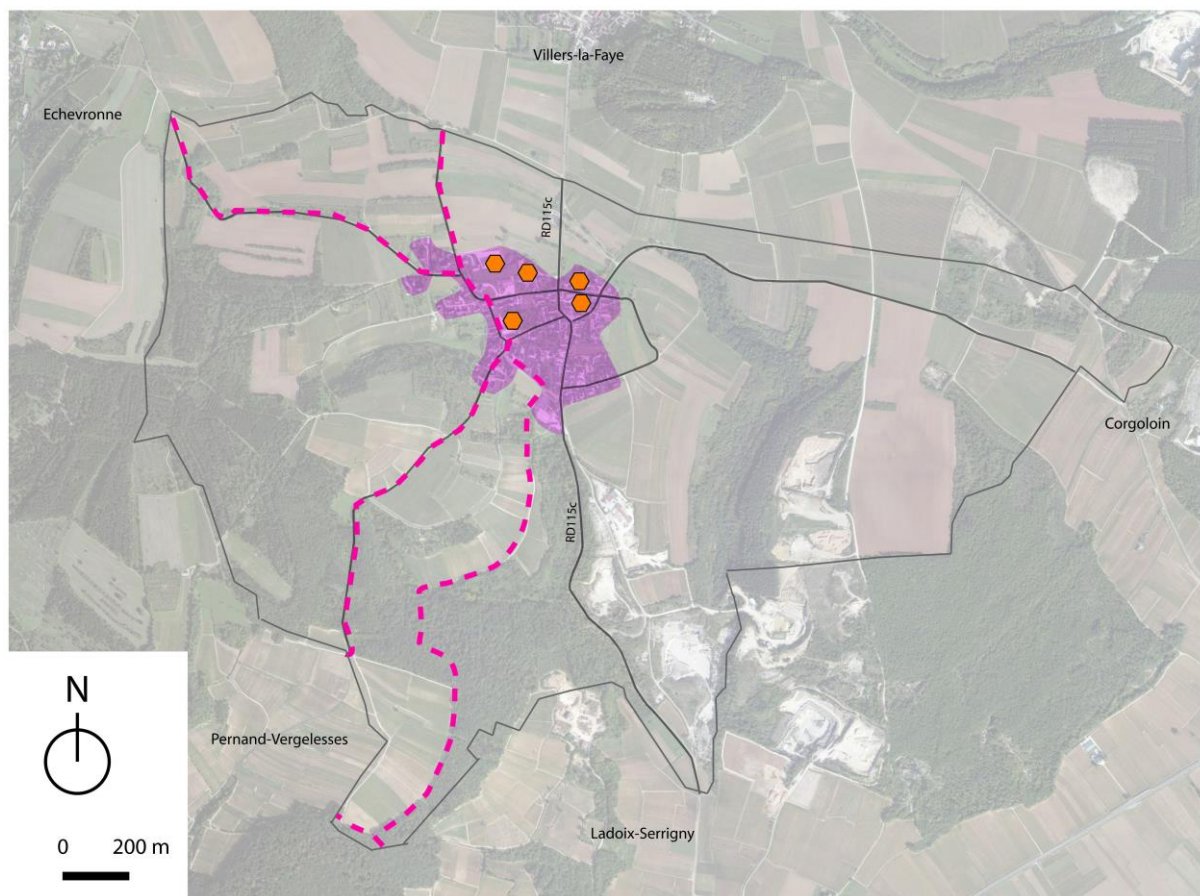 Villers-la-Faye
Echevronne
RD115c
Corgoloin
RD115c
N
Pernand-Vergelesses
Ladoix-Serrigny
0 200 m